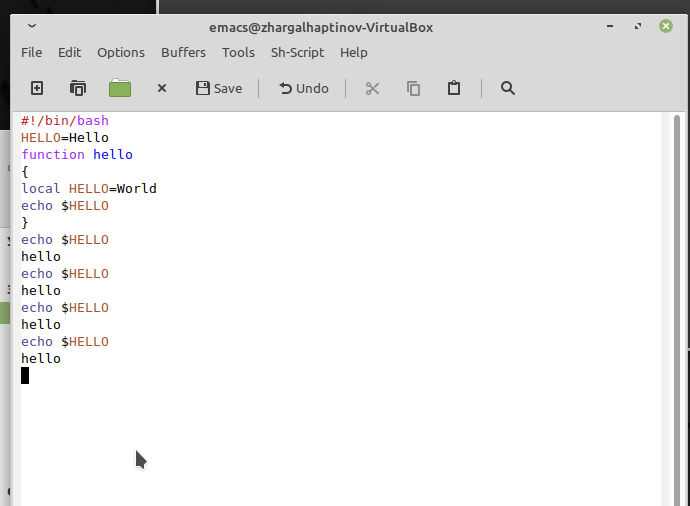 emacs@zhargalhaptinov-VirtualBox
File Edit Options Buffers Tools Sh-Script Help
Save Undo
#!/bin/bash
HELLO=Hello
function hello
{
local HELLO=World
echo $HELLO
}
echo $HELLO
hello
echo $HELLO
hello
echo $HELLO
hello
echo $HELLO
hello